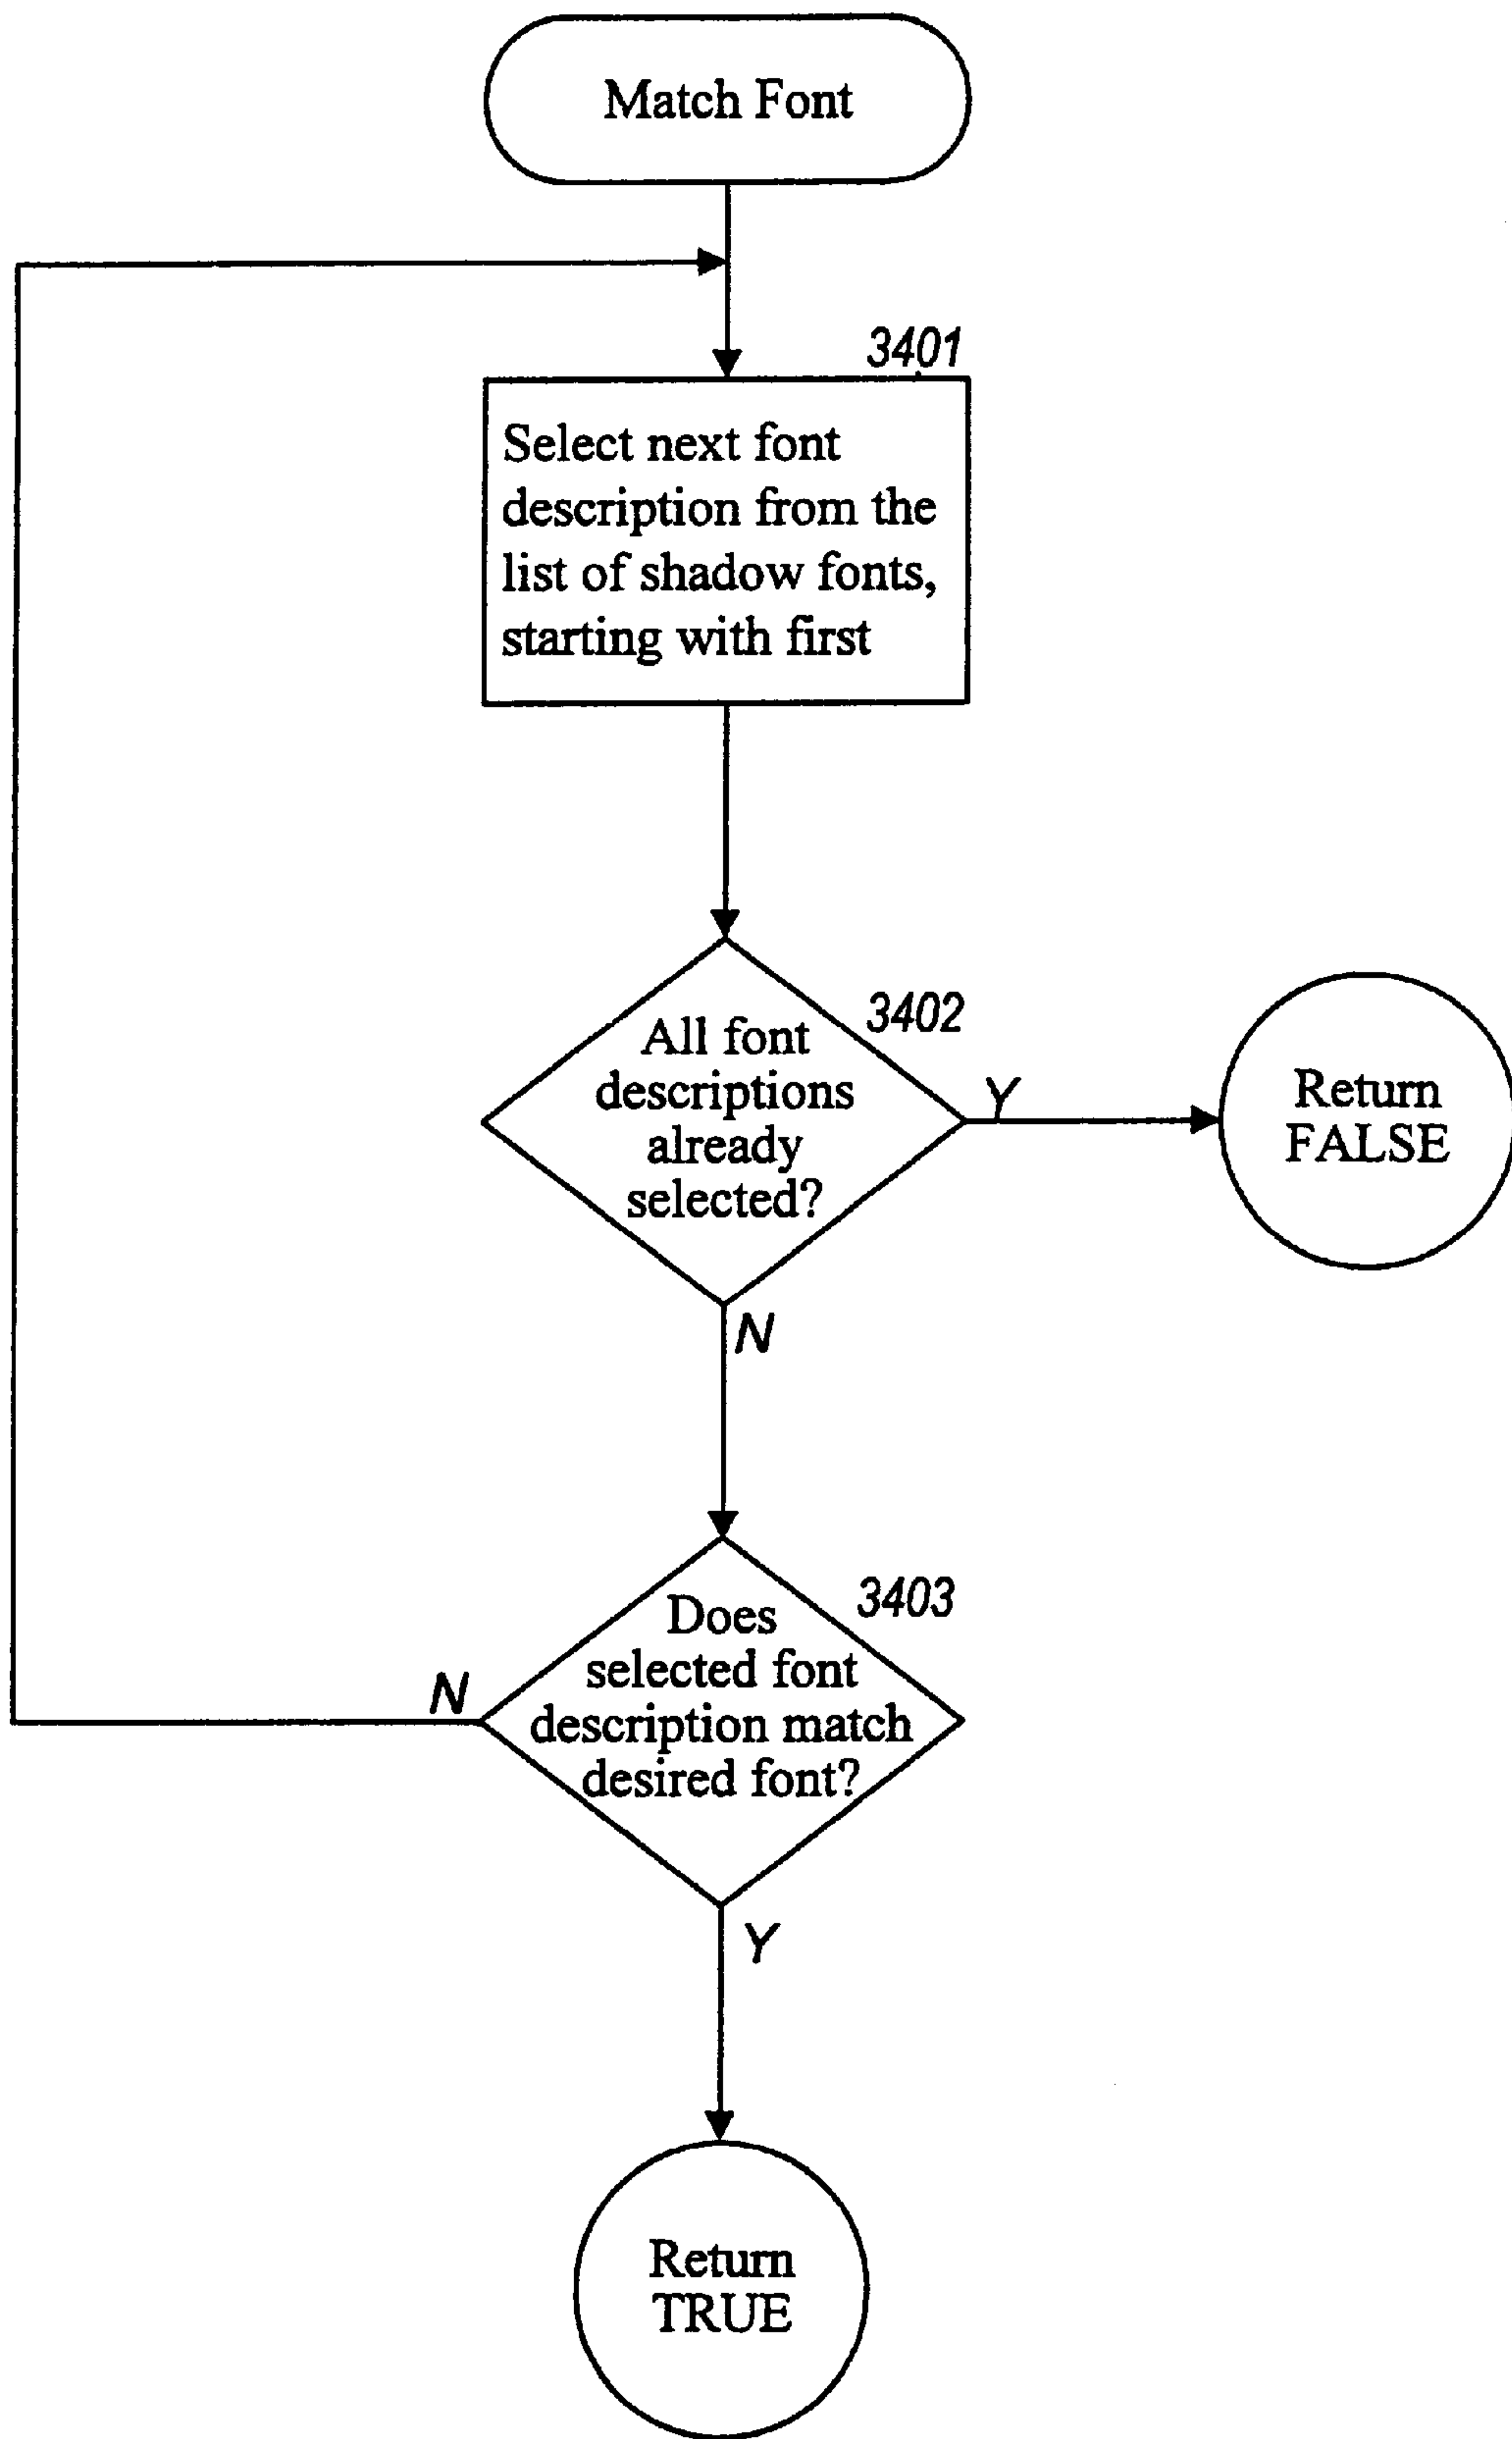 Match Font
3401
Select next font
description from the
list of shadow fonts,
starting with first
3402
All font
descriptions
already
selected?
Y
Return
FALSE
N
3403
Does
selected font
description match
desired font?
N
Y
Return
TRUE